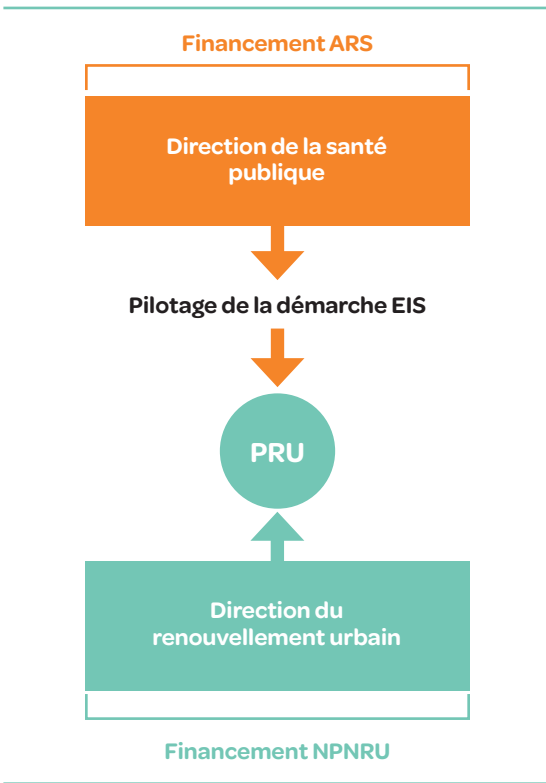 Financement ARS
Direction de la santé
publique
Pilotage de la démarche EIS
PRU
Direction du
renouvellement urbain
Financement NPNRU